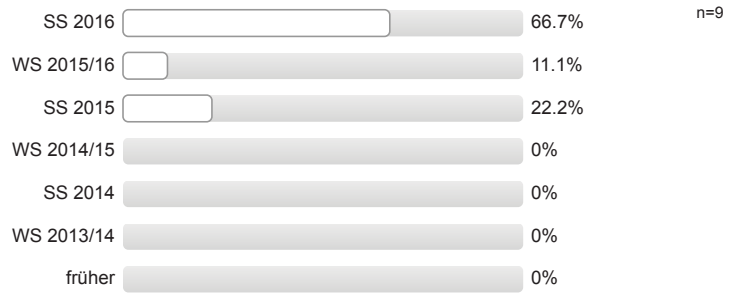 SS 2016 66.7% n=9
WS 2015/16 11.1%
SS 2015 22.2%
WS 2014/15 0%
SS 2014 0%
WS 2013/14 0%
früher 0%